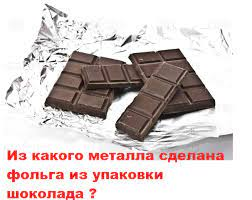 Из какого металла сделана
фольга из упаковки
шоколада ?